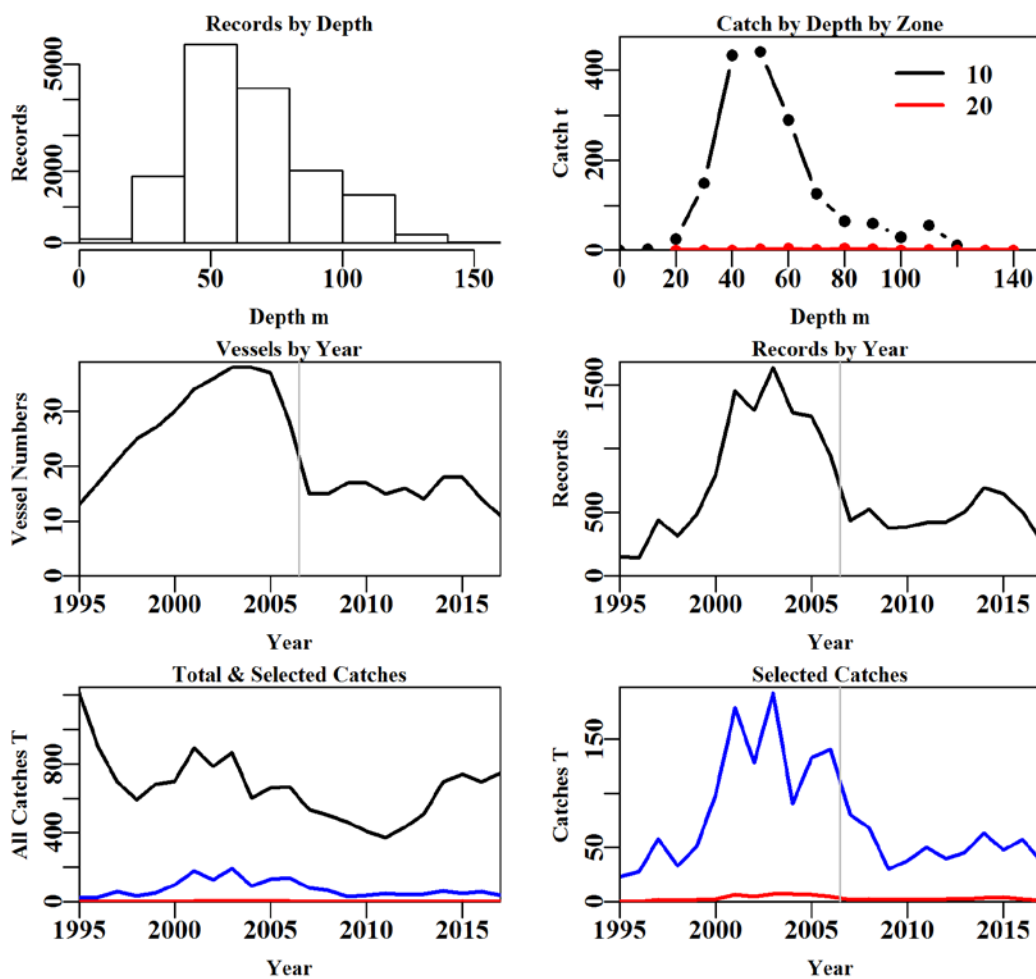 Records by Depth
Records
0 2000 5000
0 50 100 150
Depth m
Catch by Depth by Zone
Catch t
0 200 400
10
20
0 20 40 60 80 100 140
Depth m
Vessels by Year
Vessel Numbers
0 10 20 30
1995 2000 2005 2010 2015
Year
Records by Year
Records
0 500 1500
1995 2000 2005 2010 2015
Year
Total & Selected Catches
All Catches T
0 400 800
1995 2000 2005 2010 2015
Year
Selected Catches
Catches T
0 50 150
1995 2000 2005 2010 2015
Year